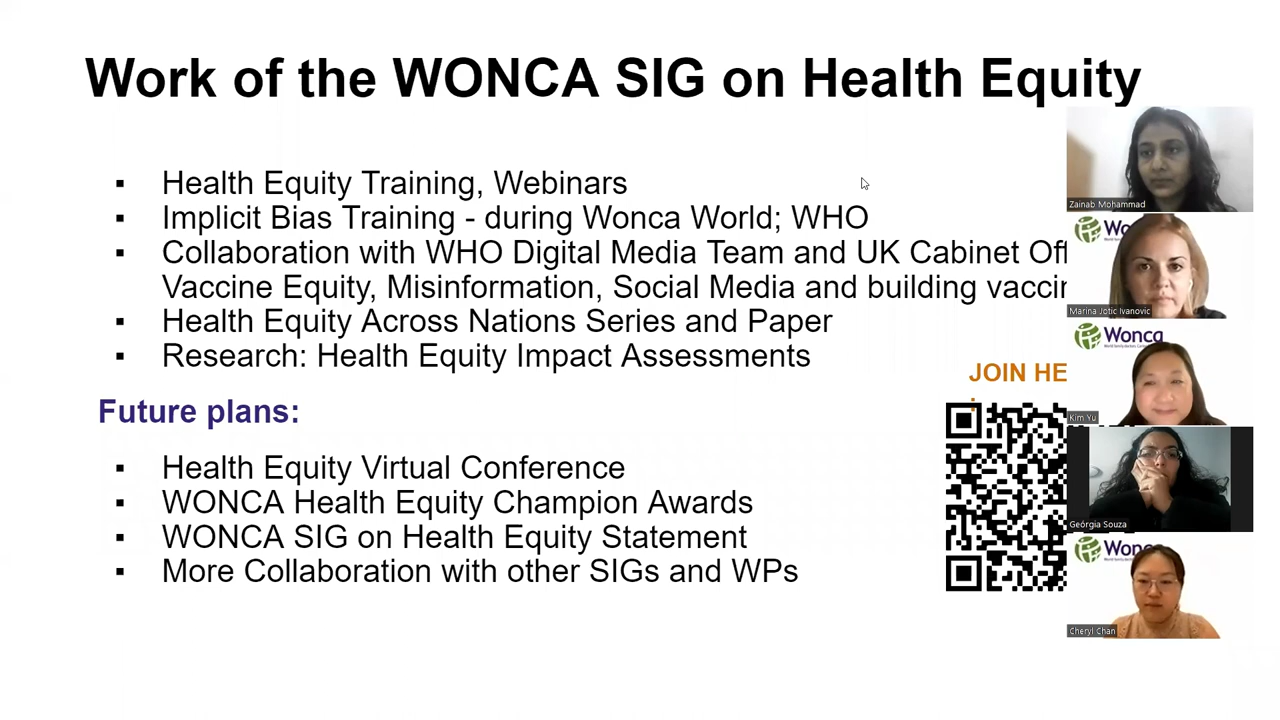 Work of the WONCA SIG on Health Equity
▪ Health Equity Training, Webinars
▪ Implicit Bias Training - during Wonca World; WHO
▪ Collaboration with WHO Digital Media Team and UK Cabinet
Vaccine Equity, Misinformation, Social Media and building
▪ Health Equity Across Nations Series and Paper
▪ Research: Health Equity Impact Assessments
JOIN
Future plans:
▪ Health Equity Virtual Conference
▪ WONCA Health Equity Champion Awards
▪ WONCA SIG on Health Equity Statement
▪ More Collaboration with other SIGs and WPs
Zainab Mohammad
Marina Jotic Ivanovic
Wonca
Kim Yu
Geórgia Souza
Cheryl Chan